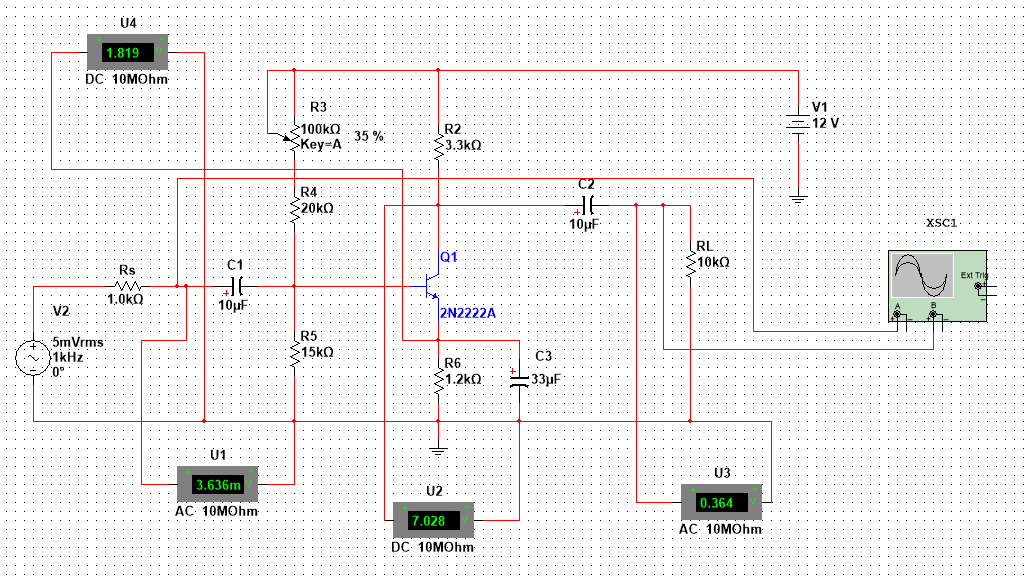 U4
1.819
DC 10MOhm
R3
100kΩ
Key=A
35 %
R2
3.3kΩ
V1
12 V
R4
20kΩ
C2
10µF
XSC1
Ext Trig
A
B
RL
10kΩ
Q1
2N2222A
Rs
1.0kΩ
C1
10µF
V2
5mVrms
1kHz
0°
R5
15kΩ
R6
1.2kΩ
C3
33µF
U1
3.636m
AC 10MOhm
U2
7.028
DC 10MOhm
U3
0.364
AC 10MOhm